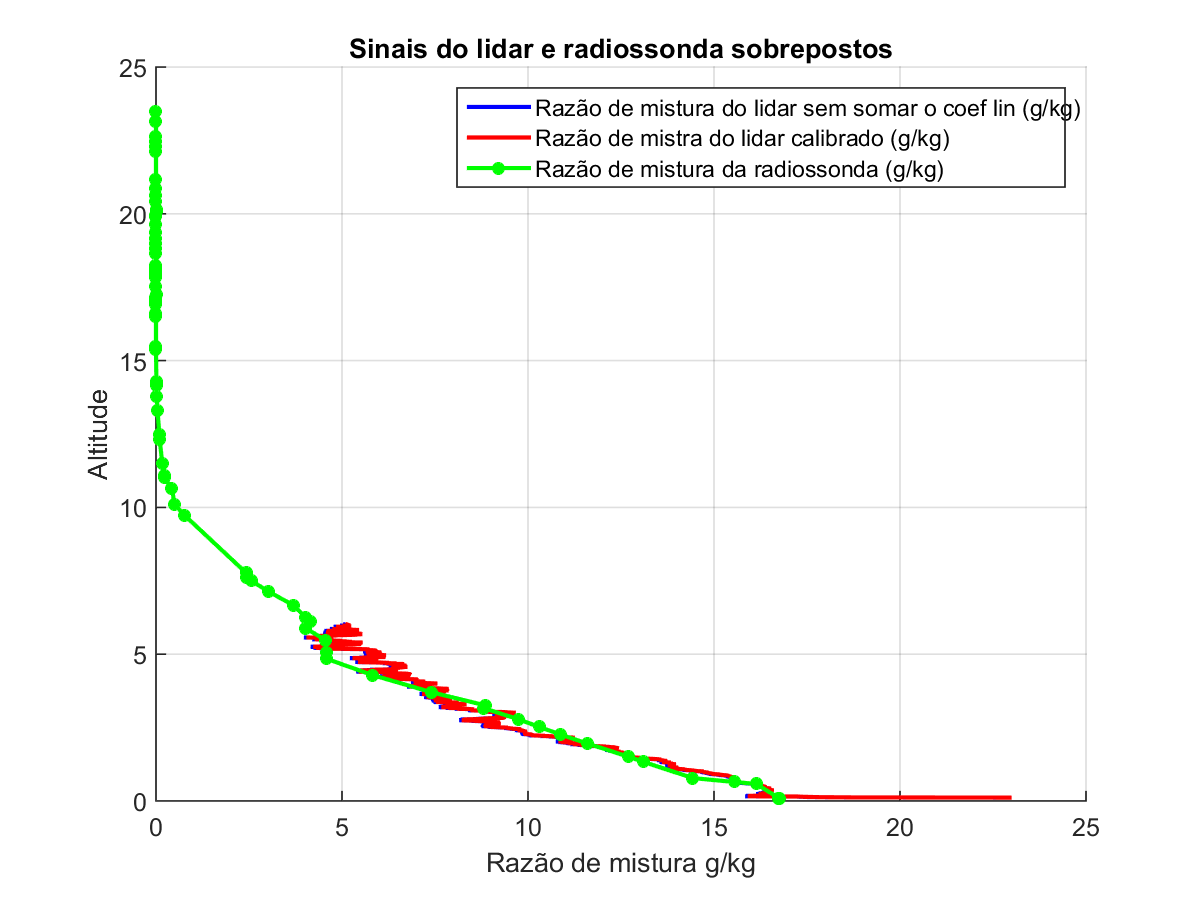 Sinais do lidar e radiossonda sobrepostos
25
Razão de mistura do lidar sem somar o coef lin (g/kg)
Razão de mistra do lidar calibrado (g/kg)
Razão de mistura da radiossonda (g/kg)
20
15
Altitude
10
5
0
0 5 10 15 20 25
Razão de mistura g/kg